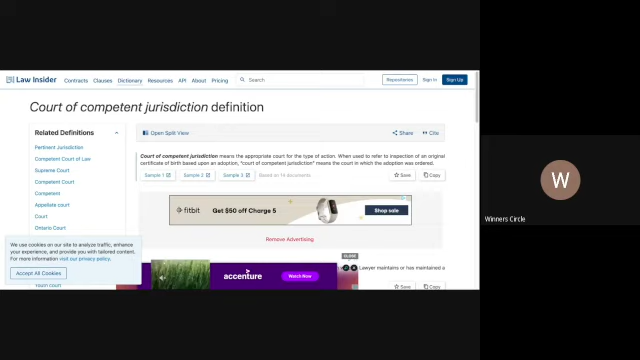 Law Insider Contracts Clauses Dictionary Resources API About Pricing Search Repositories Sign In Sign Up
Court of competent jurisdiction definition
Related Definitions
Pertinent Jurisdiction
Competent Court of Law
Supreme Court
Competent Court
Competent
Appellate court
Court
Ontario Court
Open Split View Share Cite
Court of competent jurisdiction means the appropriate court for the type of action. When used to refer to inspection of an original
certificate of birth based upon an adoption, "court of competent jurisdiction" means the court in which the adoption was ordered.
Sample 1 Sample 2 Sample 3 Based on 14 documents Save Copy
fitbit Get $50 off Charge 5 Shop sale
Remove Advertising
We use cookies on our site to analyze traffic, enhance
your experience, and provide you with tailored content.
For more information visit our privacy policy.
Accept All Cookies
accenture Watch Now
Lawyer maintains or has maintained a
Save Copy
W
Winners Circle